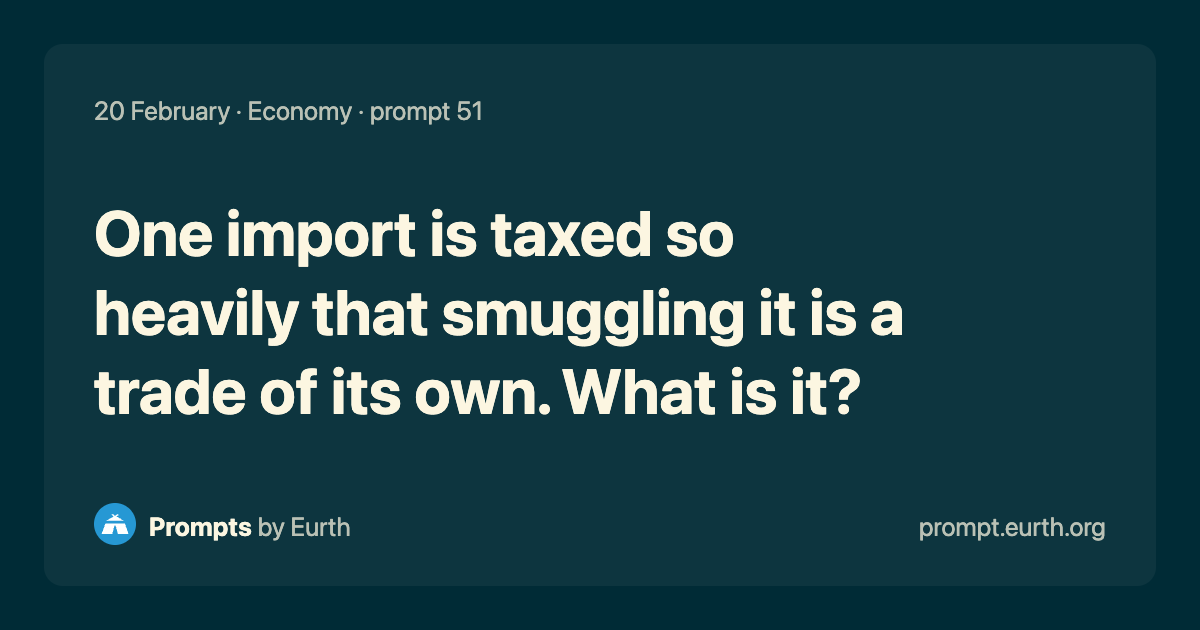 20 February · Economy · prompt 51
One import is taxed so
heavily that smuggling it is a
trade of its own. What is it?
Prompts by Eurth
prompt.eurth.org